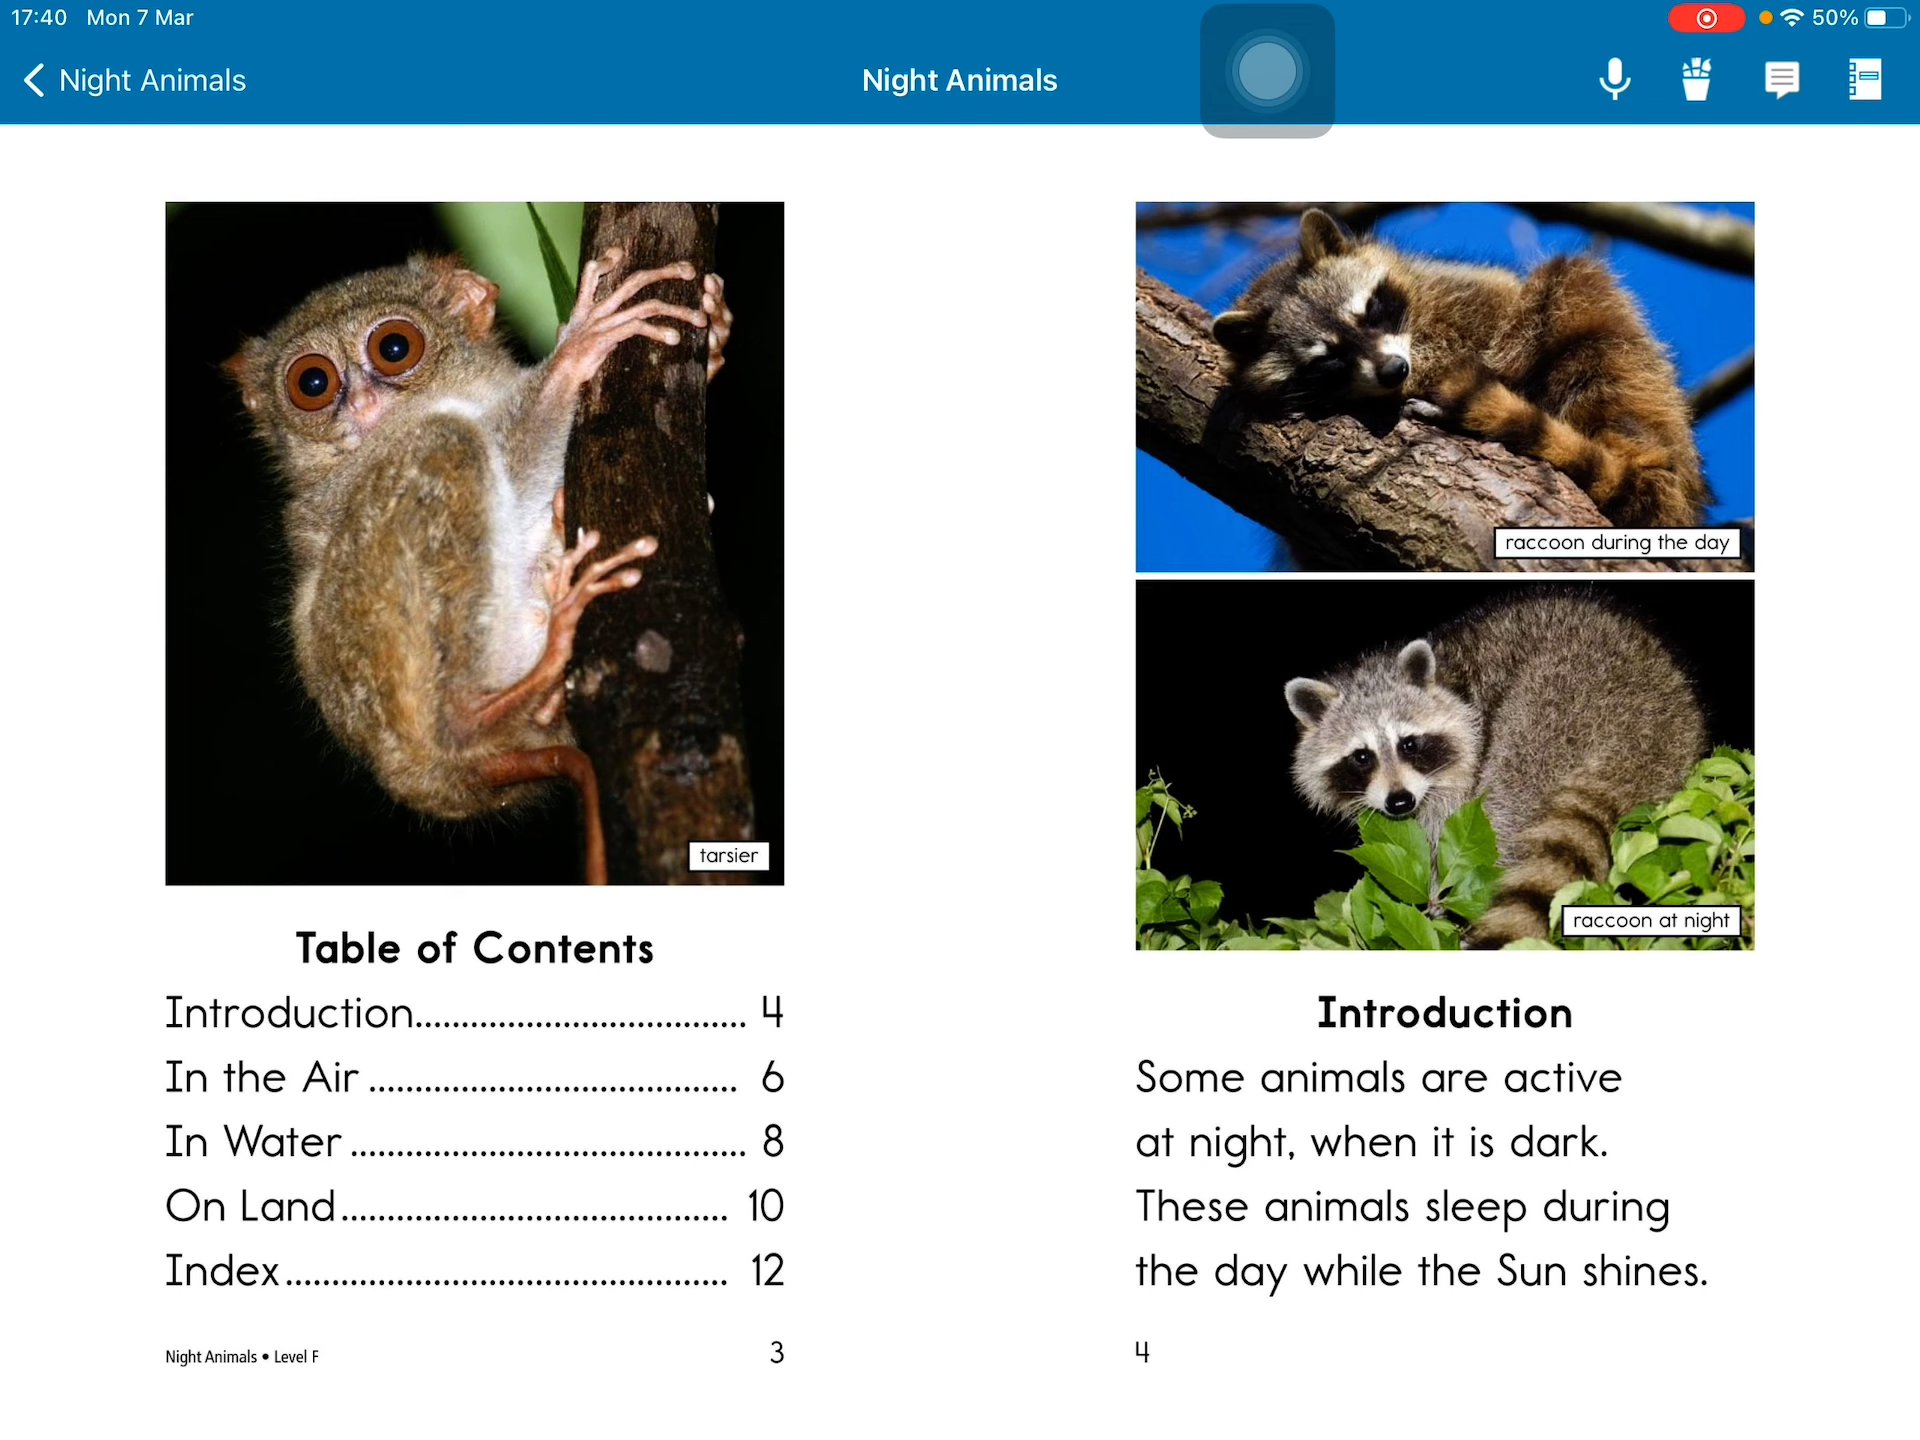 17:40 Mon 7 Mar
50%
Night Animals
Night Animals
tarsier
Table of Contents
Introduction.................................... 4
In the Air ........................................ 6
In Water ........................................... 8
On Land.......................................... 10
Index................................................ 12
Night Animals • Level F
3
raccoon during the day
raccoon at night
Introduction
Some animals are active
at night, when it is dark.
These animals sleep during
the day while the Sun shines.
4